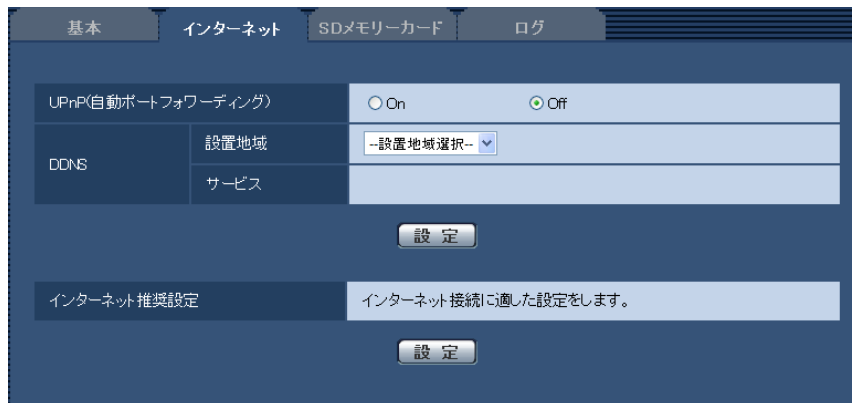 基本 インターネット SDメモリーカード ログ
UPnP(自動ポートフォワーディング) On Off
DDNS
設置地域 --設置地域選択--
サービス
設定
インターネット推奨設定 インターネット接続に適した設定をします。
設定